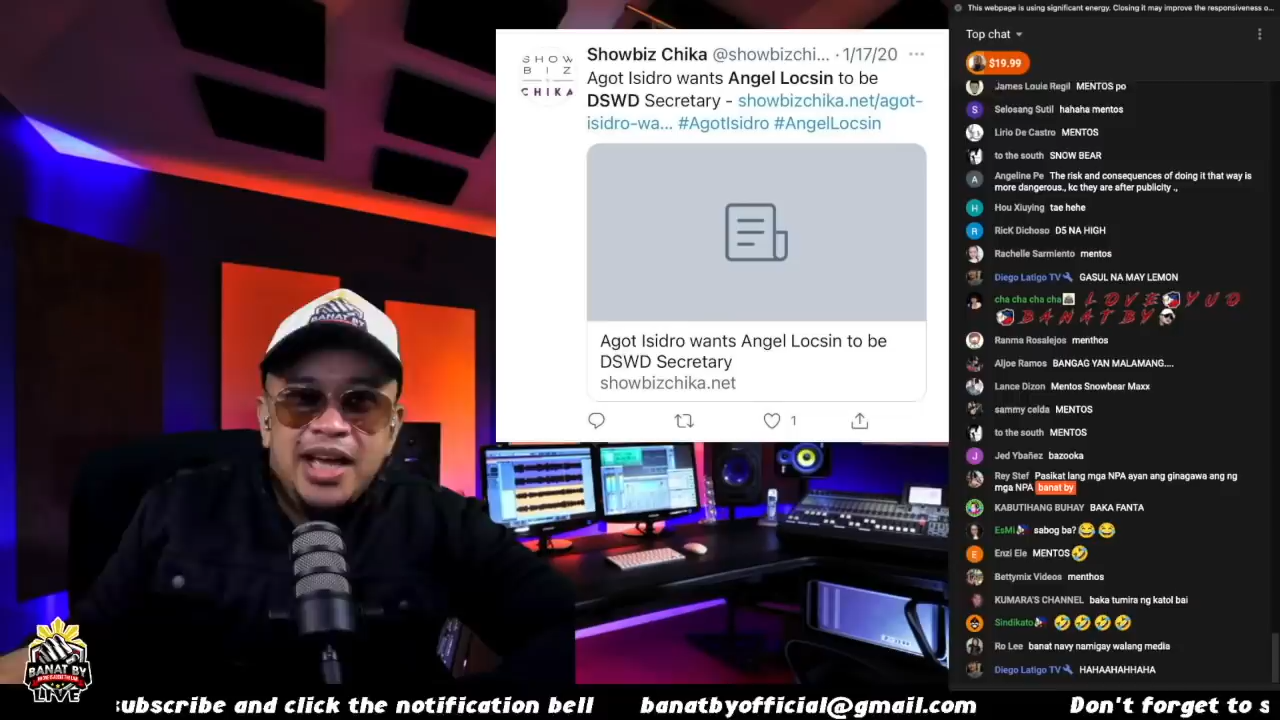 This webpage is using significant energy. Closing it may improve the responsiveness o...
Top chat
$19.99
James Louie Regil MENTOS po
Selosang Sutil hahaha mentos
Lirio De Castro MENTOS
to the south SNOW BEAR
Angeline Pe The risk and consequences of doing it that way is
more dangerous., kc they are after publicity .,
Hou Xiuying tae hehe
RicK Dichoso D5 NA HIGH
Rachelle Sarmiento mentos
Diego Latigo TV GASUL NA MAY LEMON
cha cha cha cha L O V E Y U O
B A N A T B Y
Ranma Rosalejos menthos
Aljoe Ramos BANGAG YAN MALAMANG....
Lance Dizon Mentos Snowbear Maxx
sammy celda MENTOS
to the south MENTOS
Jed Ybañez bazooka
Rey Stef Pasikat lang mga NPA ayan ang ginagawa ang ng
mga NPA banat by
KABUTIHANG BUHAY BAKA FANTA
EsMi sabog ba? 😂 😂
Enzi Ele MENTOS 🤣
Bettymix Videos menthos
KUMARA'S CHANNEL baka tumira ng katol bai
Sindikato 🤣 🤣 🤣 🤣
Ro Lee banat navy namigay walang media
Diego Latigo TV HAHAAHAHHAHA
SHOW
BIZ
CHIKA
Showbiz Chika @showbizchi... · 1/17/20 ···
Agot Isidro wants Angel Locsin to be
DSWD Secretary - showbizchika.net/agot-
isidro-wa... #AgotIsidro #AngelLocsin
Agot Isidro wants Angel Locsin to be
DSWD Secretary
showbizchika.net
1
BANAT BY
BANAT BY
LIVE
subscribe and click the notification bell banatbyofficial@gmail.com Don't forget to s